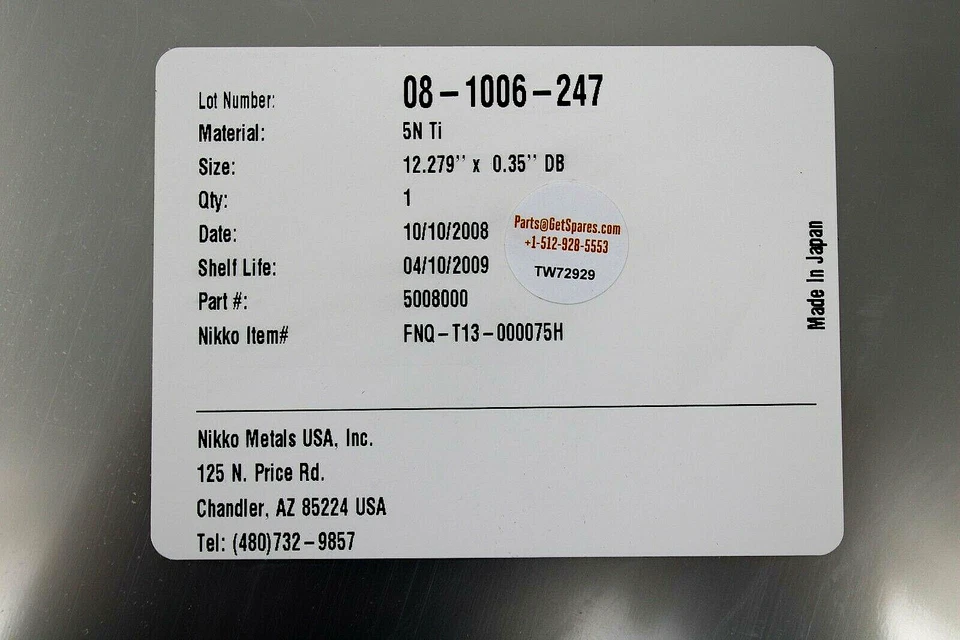 Lot Number: 08-1006-247
Material: 5N Ti
Size: 12.279'' x 0.35'' DB
Qty: 1
Date: 10/10/2008
Shelf Life: 04/10/2009
Part #: 5008000
Nikko Item# FNQ-T13-000075H
Parts@GetSpares.com
+1-512-928-5553
TW72929
Made In Japan
Nikko Metals USA, Inc.
125 N. Price Rd.
Chandler, AZ 85224 USA
Tel: (480)732-9857